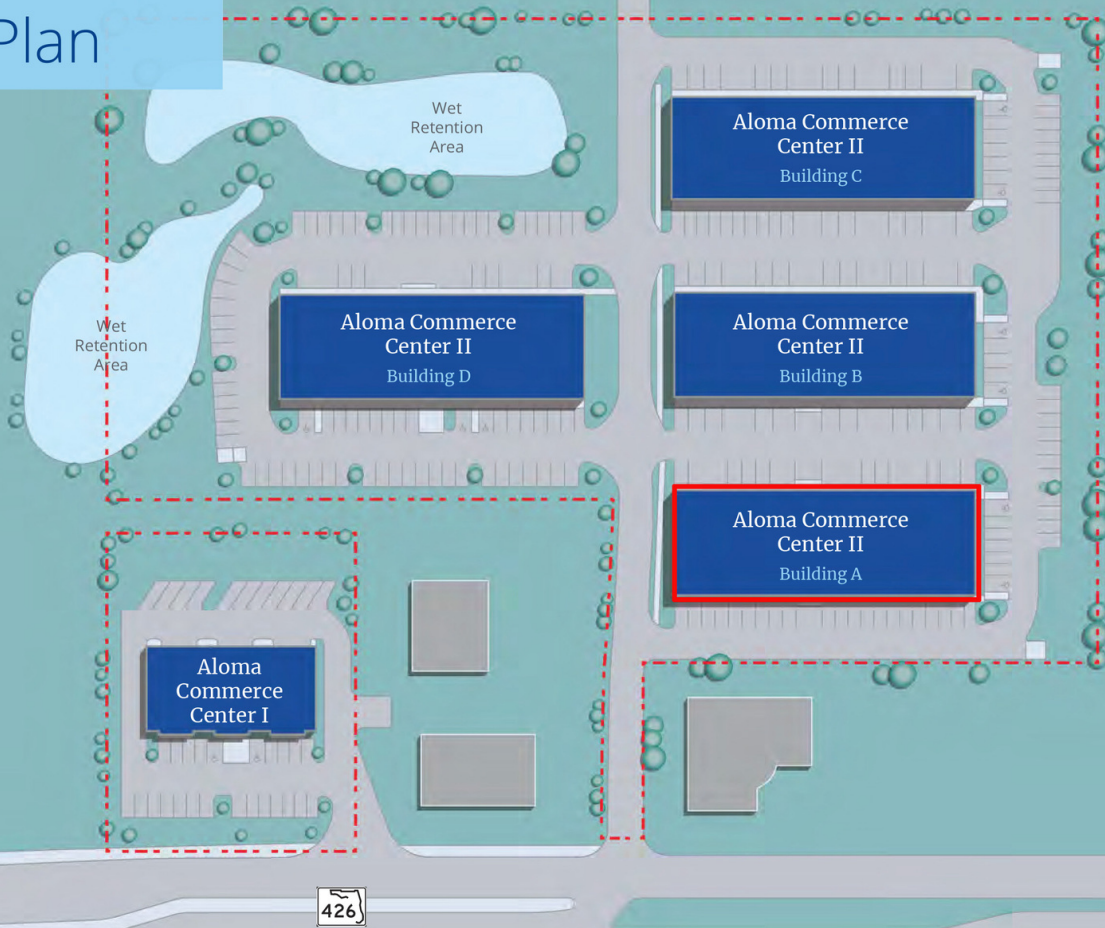 Plan
Wet
Retention
Area
Aloma Commerce
Center II
Building C
Wet
Retention
Area
Aloma Commerce
Center II
Building D
Aloma Commerce
Center II
Building B
Aloma Commerce
Center II
Building A
Aloma
Commerce
Center I
426